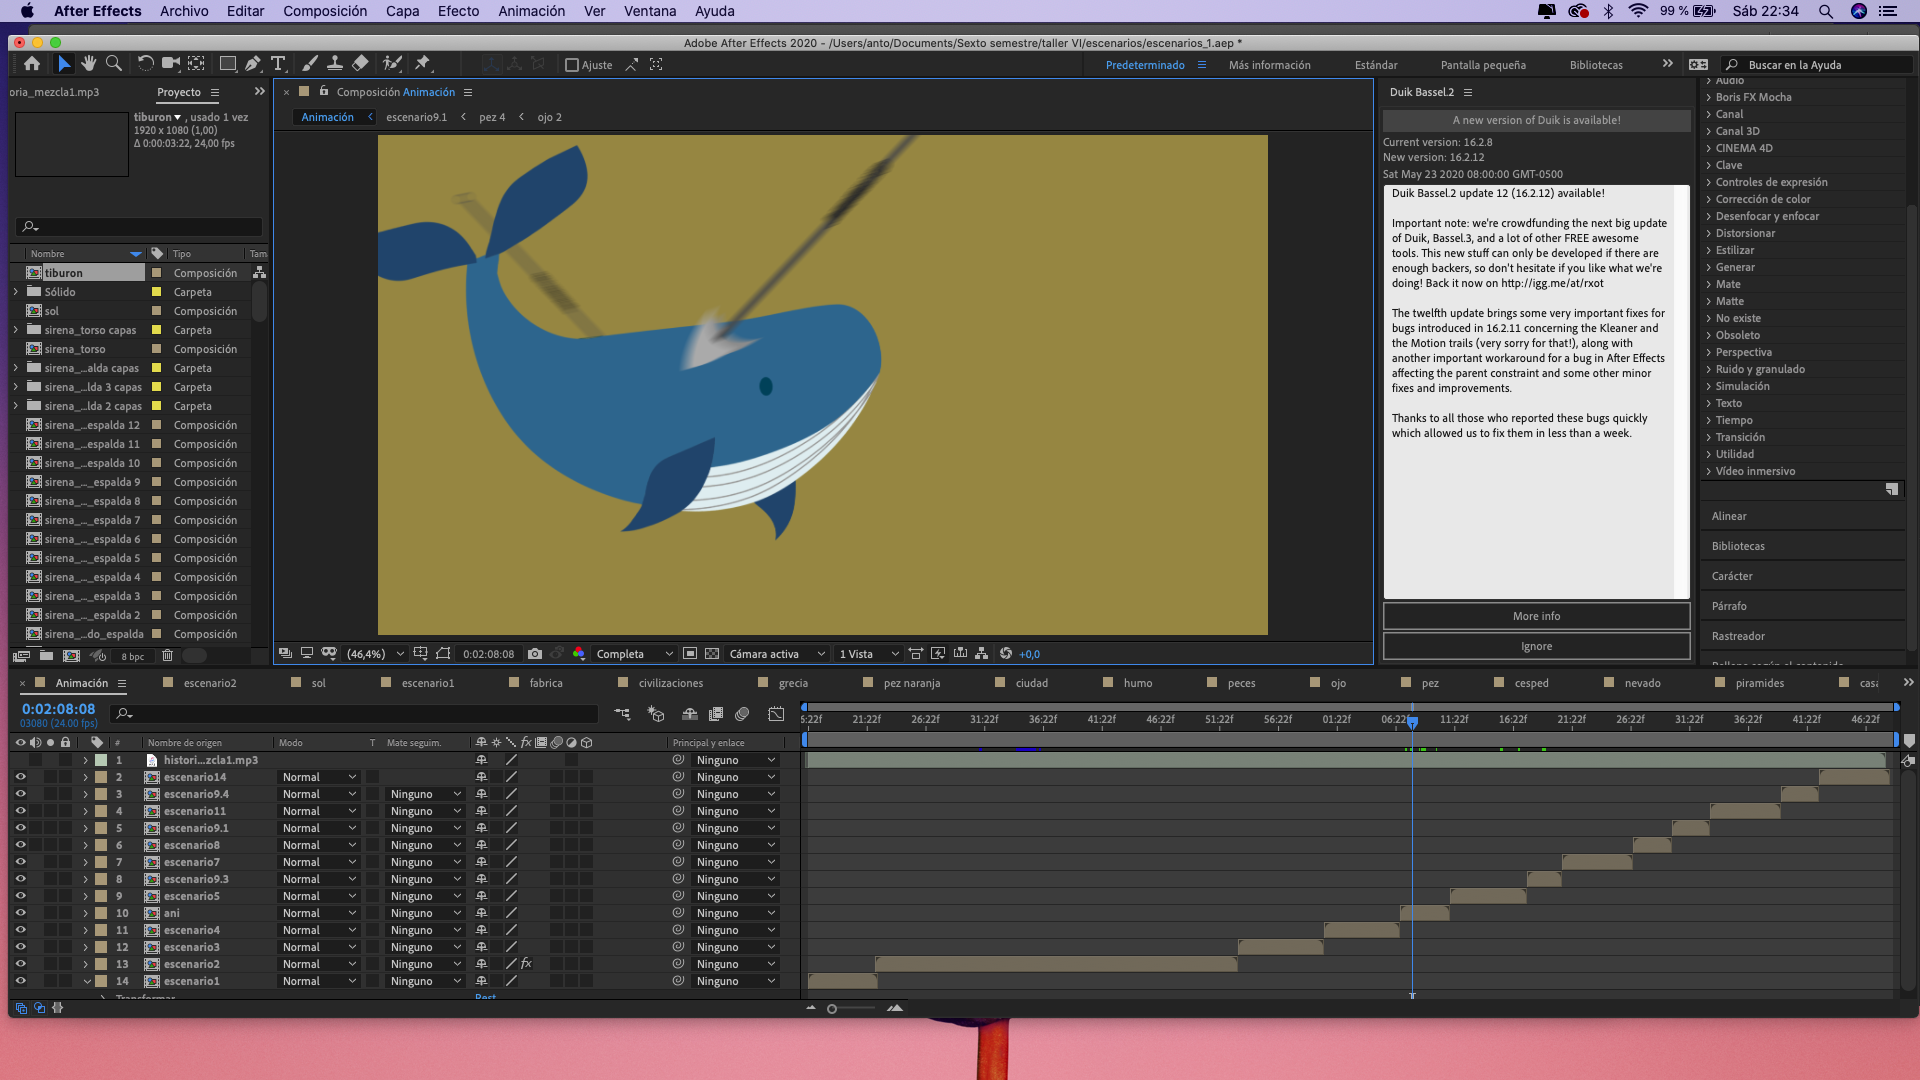 After Effects Archivo Editar Composición Capa Efecto Animación Ver Ventana Ayuda 99 % Sáb 22:34
Adobe After Effects 2020 - /Users/anto/Documents/Sexto semestre/taller VI/escenarios/escenarios_1.aep *
Ajuste Predeterminado Más información Estándar Pantalla pequeña Bibliotecas Buscar en la Ayuda
oria_mezcla1.mp3 Proyecto
tiburon , usado 1 vez
1920 x 1080 (1,00)
Δ 0:00:03:22, 24,00 fps
Nombre Tipo Tam
tiburon Composición
Sólido Carpeta
sol Composición
sirena_torso capas Carpeta
sirena_torso Composición
sirena_...alda capas Carpeta
sirena_...lda 3 capas Carpeta
sirena_...lda 2 capas Carpeta
sirena_..._espalda 12 Composición
sirena_..._espalda 11 Composición
sirena_..._espalda 10 Composición
sirena_..._espalda 9 Composición
sirena_..._espalda 8 Composición
sirena_..._espalda 7 Composición
sirena_..._espalda 6 Composición
sirena_..._espalda 5 Composición
sirena_..._espalda 4 Composición
sirena_..._espalda 3 Composición
sirena_..._espalda 2 Composición
sirena_...do_espalda Composición
8 bpc
Composición Animación
Animación escenario9.1 pez 4 ojo 2
(46,4%) 0:02:08:08 Completa Cámara activa 1 Vista +0,0
Duik Bassel.2
A new version of Duik is available!
Current version: 16.2.8
New version: 16.2.12
Sat May 23 2020 08:00:00 GMT-0500
Duik Bassel.2 update 12 (16.2.12) available!
Important note: we're crowdfunding the next big update
of Duik, Bassel.3, and a lot of other FREE awesome
tools. This new stuff can only be developed if there are
enough backers, so don't hesitate if you like what we're
doing! Back it now on http://igg.me/at/rxot
The twelfth update brings some very important fixes for
bugs introduced in 16.2.11 concerning the Kleaner and
the Motion trails (very sorry for that!), along with
another important workaround for a bug in After Effects
affecting the parent constraint and some other minor
fixes and improvements.
Thanks to all those who reported these bugs quickly
which allowed us to fix them in less than a week.
More info
Ignore
Audio
Boris FX Mocha
Canal
Canal 3D
CINEMA 4D
Clave
Controles de expresión
Corrección de color
Desenfocar y enfocar
Distorsionar
Estilizar
Generar
Mate
Matte
No existe
Obsoleto
Perspectiva
Ruido y granulado
Simulación
Texto
Tiempo
Transición
Utilidad
Vídeo inmersivo
Alinear
Bibliotecas
Carácter
Párrafo
Rastreador
Relleno según el contenido
Animación escenario2 sol escenario1 fabrica civilizaciones grecia pez naranja ciudad humo peces ojo pez cesped nevado piramides casa
0:02:08:08
03080 (24.00 fps)
6:22f 21:22f 26:22f 31:22f 36:22f 41:22f 46:22f 51:22f 56:22f 01:22f 06:22f 11:22f 16:22f 21:22f 26:22f 31:22f 36:22f 41:22f 46:22f
# Nombre de origen Modo T Mate seguim. fx Principal y enlace
1 histori...zcla1.mp3 Ninguno
2 escenario14 Normal Ninguno
3 escenario9.4 Normal Ninguno Ninguno
4 escenario11 Normal Ninguno Ninguno
5 escenario9.1 Normal Ninguno Ninguno
6 escenario8 Normal Ninguno Ninguno
7 escenario7 Normal Ninguno Ninguno
8 escenario9.3 Normal Ninguno Ninguno
9 escenario5 Normal Ninguno Ninguno
10 ani Normal Ninguno Ninguno
11 escenario4 Normal Ninguno Ninguno
12 escenario3 Normal Ninguno Ninguno
13 escenario2 Normal Ninguno fx Ninguno
14 escenario1 Normal Ninguno Ninguno
Transformar Rest